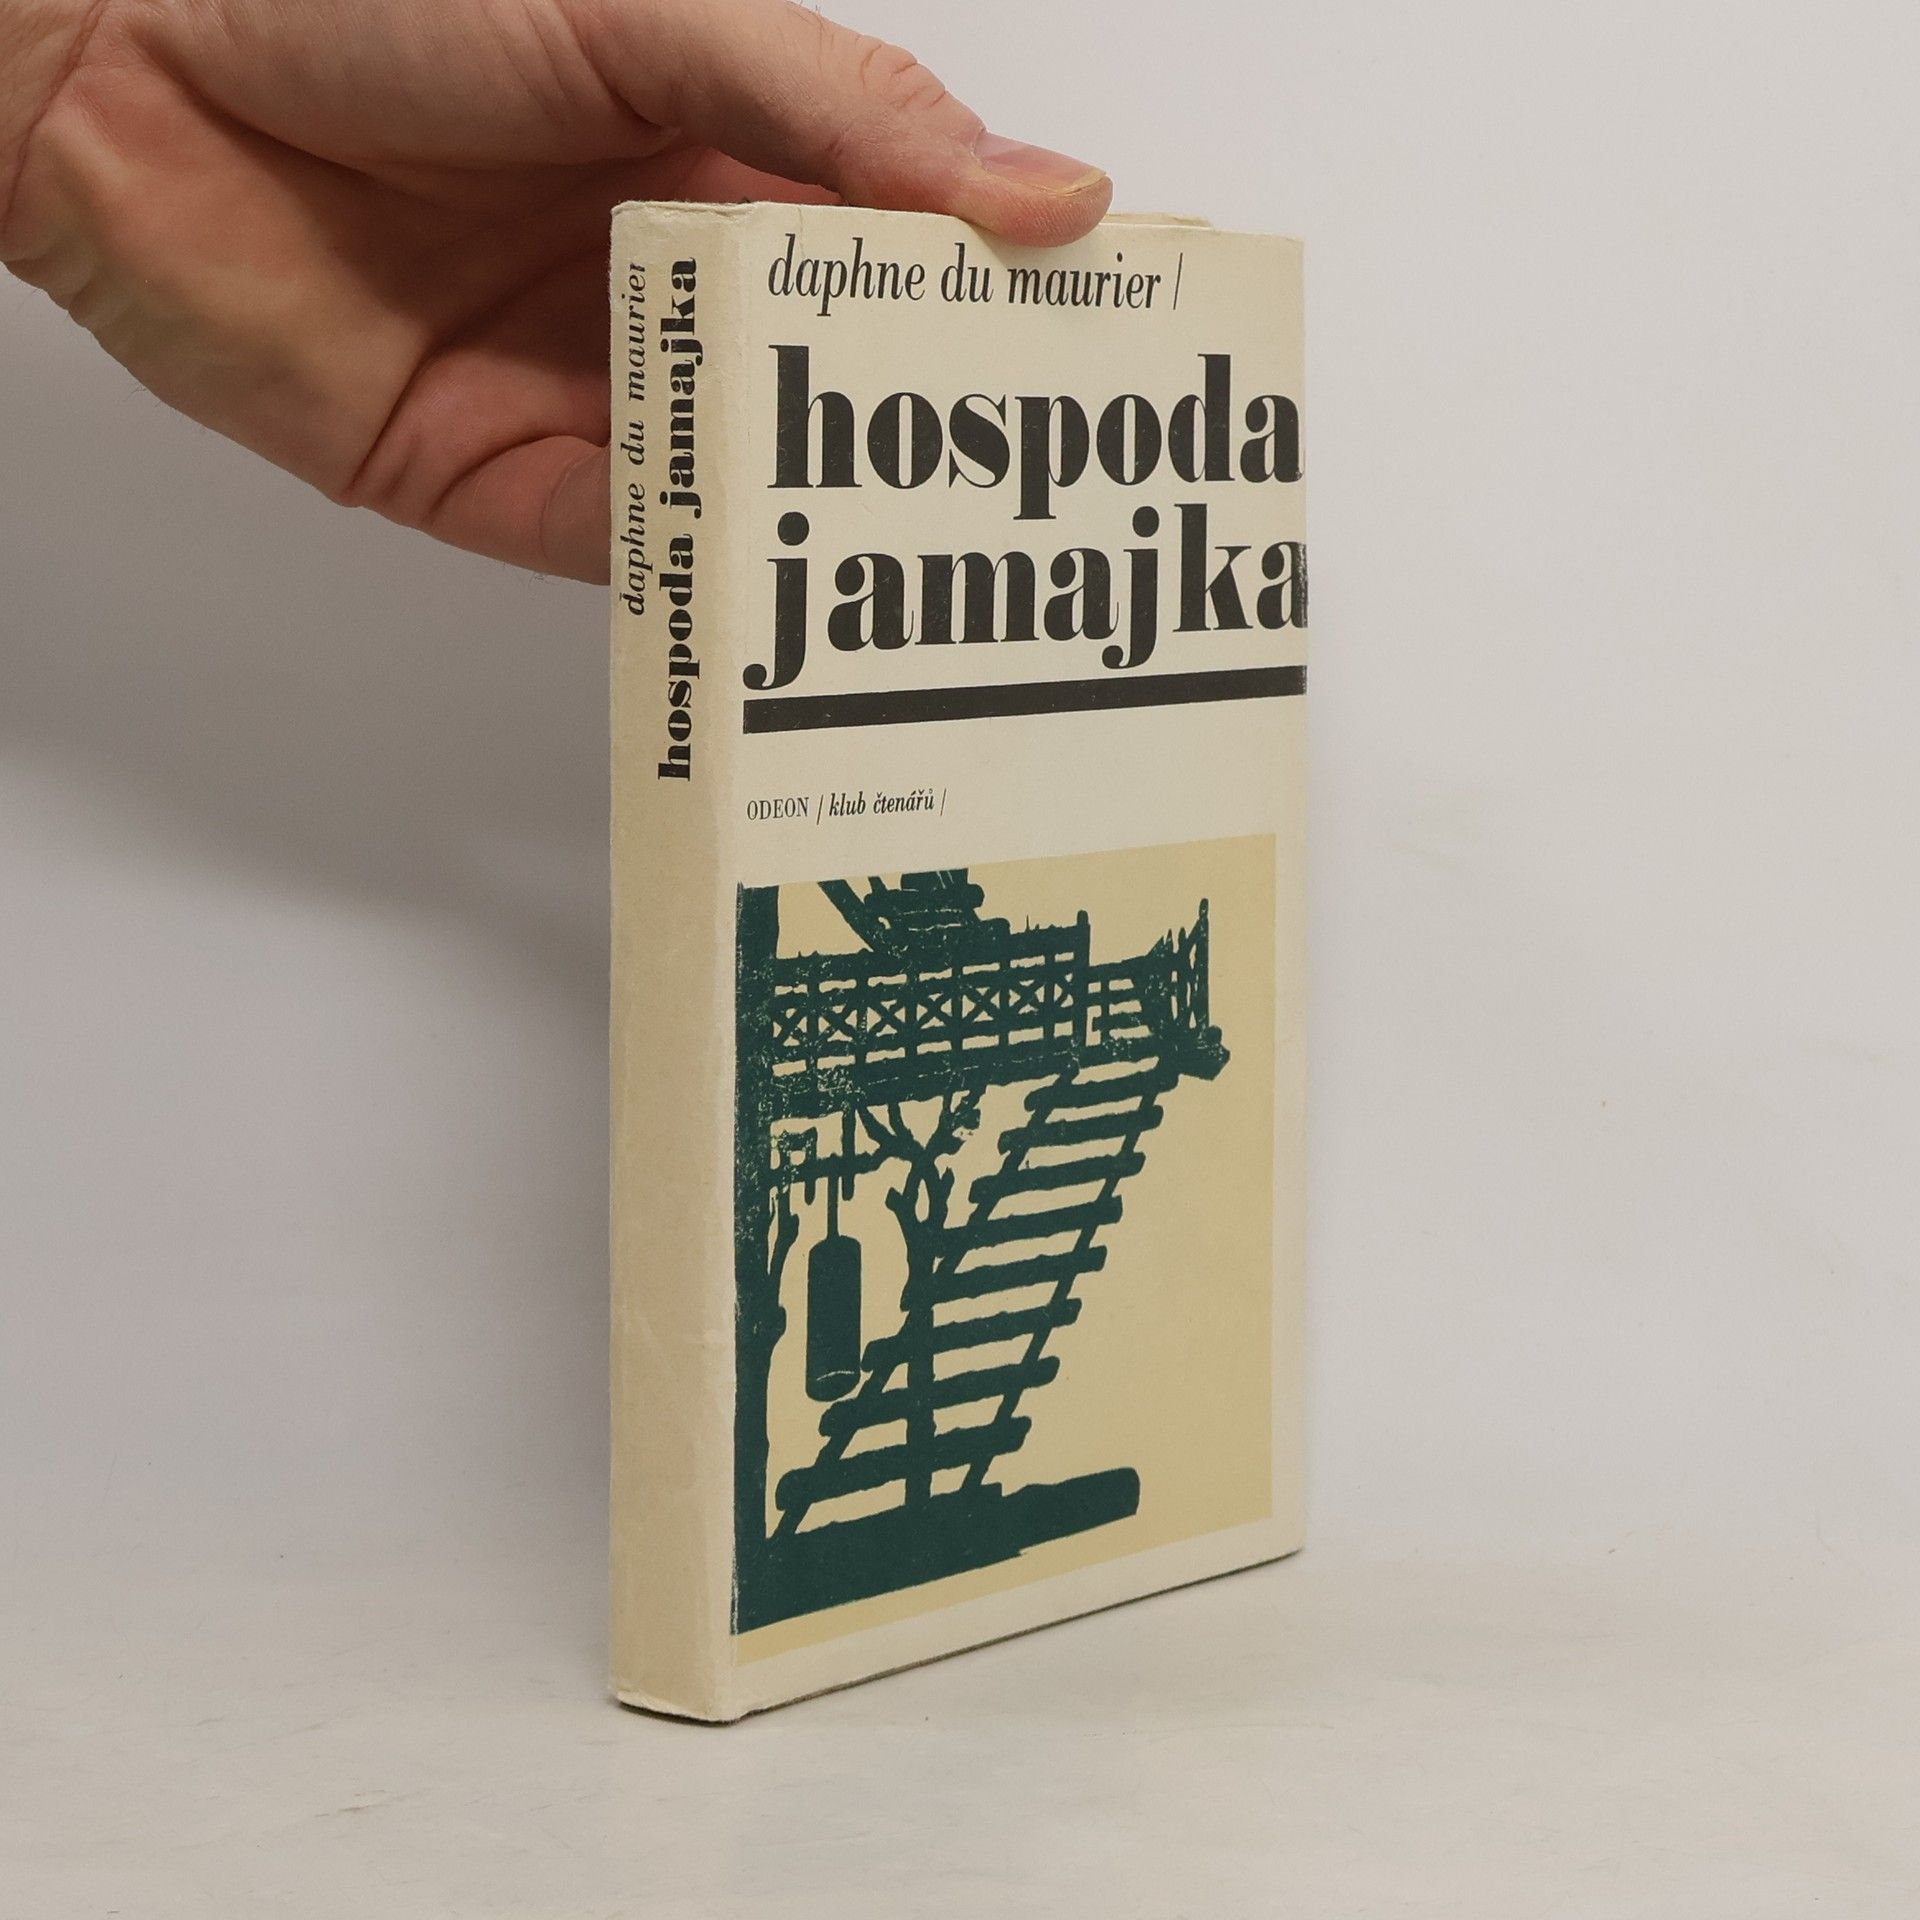 daphne du maurier
hospoda jamajka
daphne du maurier /
hospoda
jamajka
ODEON / klub čtenářů /